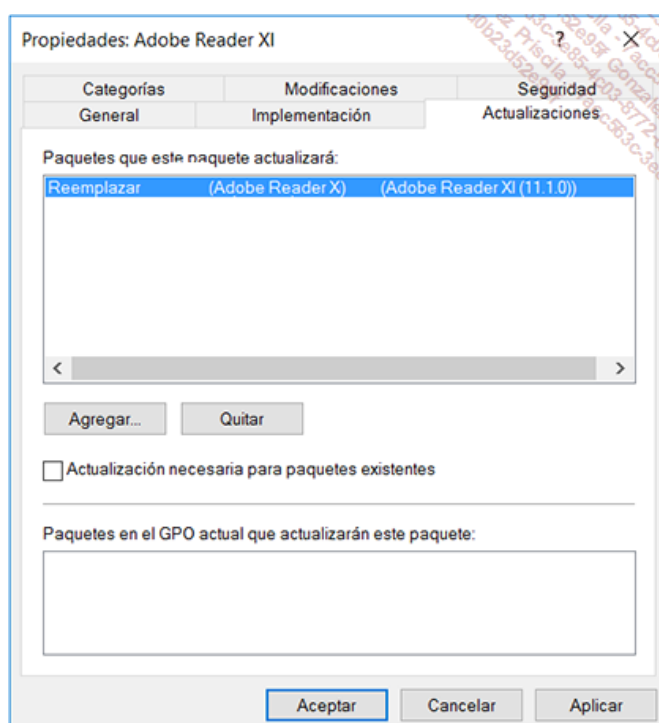 Propiedades: Adobe Reader XI
Categorías Modificaciones Seguridad
General Implementación Actualizaciones
Paquetes que este paquete actualizará:
Reemplazar (Adobe Reader X) (Adobe Reader XI (11.1.0))
Agregar... Quitar
Actualización necesaria para paquetes existentes
Paquetes en el GPO actual que actualizarán este paquete:
Aceptar Cancelar Aplicar